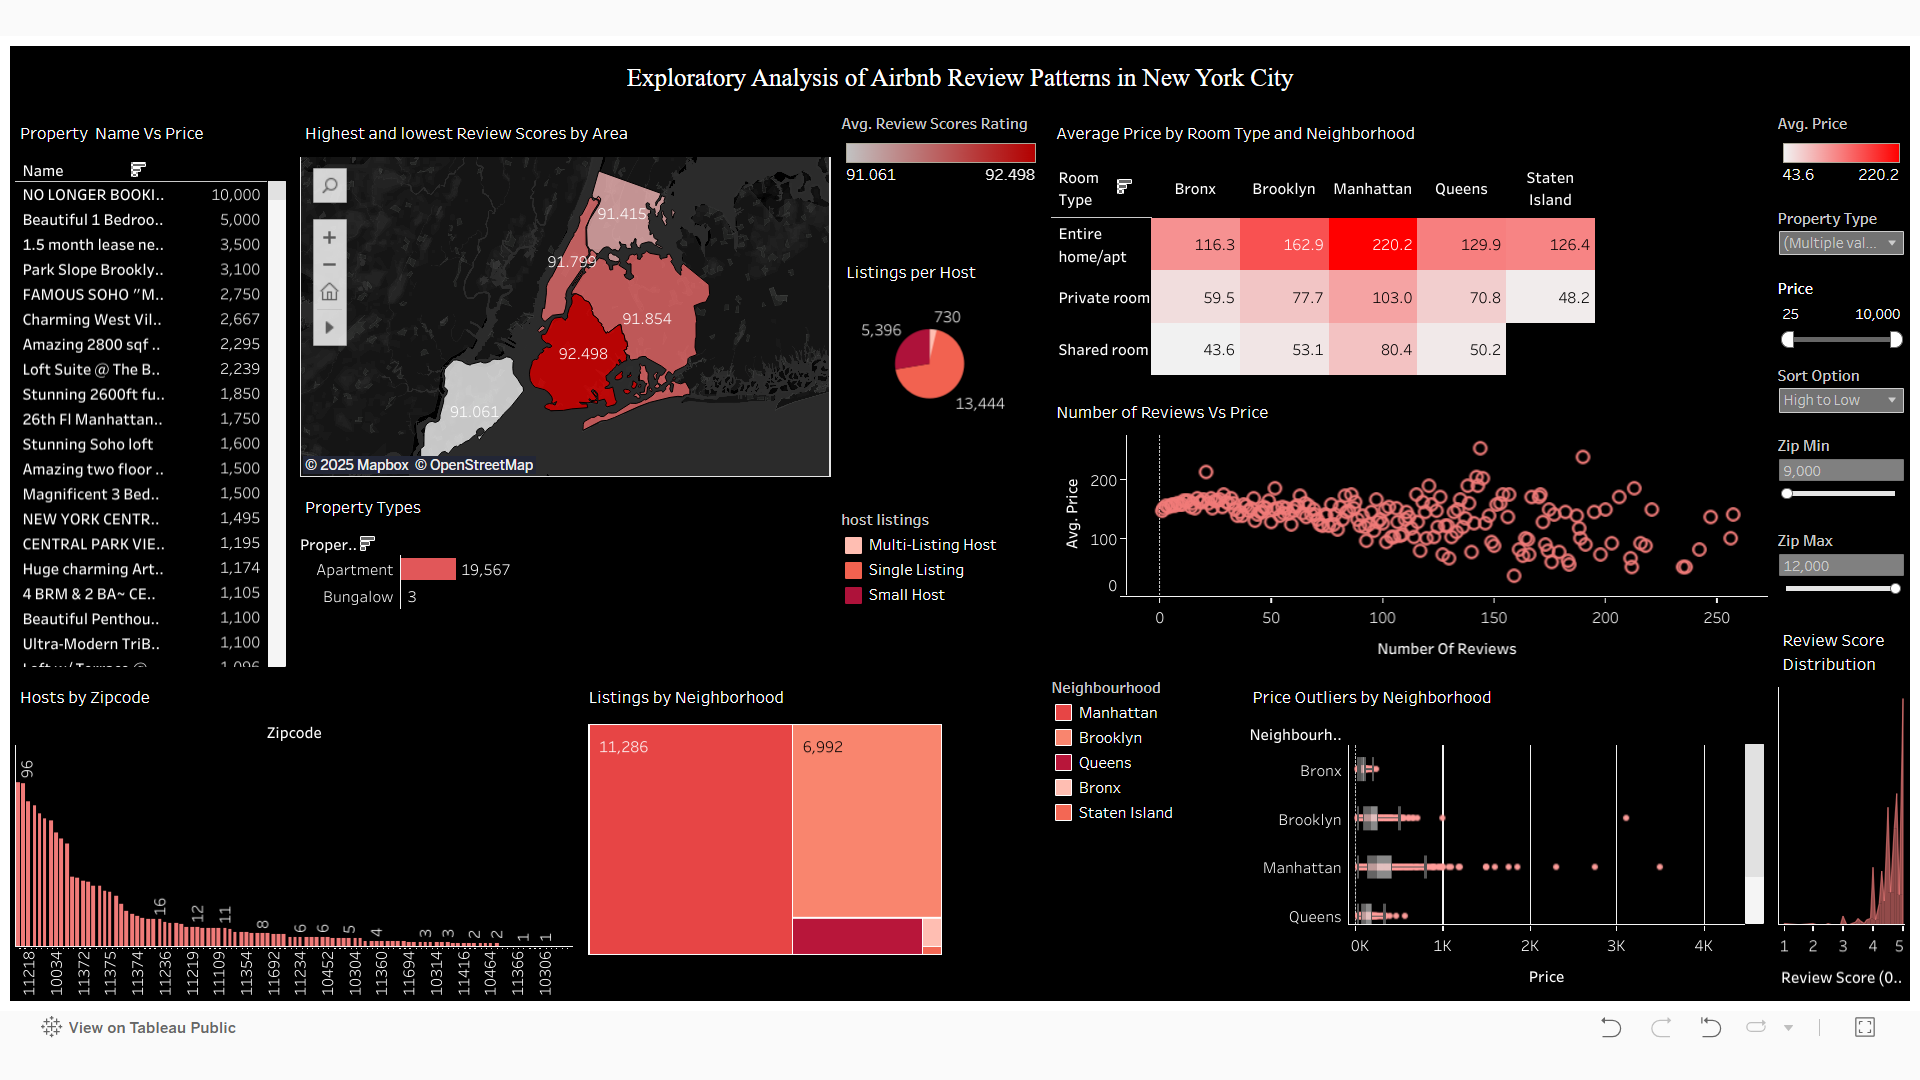 Exploratory Analysis of Airbnb Review Patterns in New York City
Property Name Vs Price
Name
NO LONGER BOOKI.. 10,000
Beautiful 1 Bedroo.. 5,000
1.5 month lease ne.. 3,500
Park Slope Brookly.. 3,100
FAMOUS SOHO "M.. 2,750
Charming West Vil.. 2,667
Amazing 2800 sqf .. 2,295
Loft Suite @ The B.. 2,239
Stunning 2600ft fu.. 1,850
26th Fl Manhattan.. 1,750
Stunning Soho loft 1,600
Amazing two floor .. 1,500
Magnificent 3 Bed.. 1,500
NEW YORK CENTR.. 1,495
CENTRAL PARK VIE.. 1,195
Huge charming Art.. 1,174
4 BRM & 2 BA~ CE.. 1,105
Beautiful Penthou.. 1,100
Ultra-Modern TriB.. 1,100
Highest and lowest Review Scores by Area
91.415
91.799
91.854
92.498
91.061
© 2025 Mapbox © OpenStreetMap
Avg. Review Scores Rating
91.061 92.498
Listings per Host
730
5,396
13,444
host listings
Multi-Listing Host
Single Listing
Small Host
Property Types
Proper..
Apartment 19,567
Bungalow 3
Average Price by Room Type and Neighborhood
Room Type Bronx Brooklyn Manhattan Queens Staten Island
Entire home/apt 116.3 162.9 220.2 129.9 126.4
Private room 59.5 77.7 103.0 70.8 48.2
Shared room 43.6 53.1 80.4 50.2
Number of Reviews Vs Price
Avg. Price
200
100
0
0 50 100 150 200 250
Number Of Reviews
Avg. Price
43.6 220.2
Property Type
(Multiple val...
Price
25 10,000
Sort Option
High to Low
Zip Min
9,000
Zip Max
12,000
Review Score
Distribution
1 2 3 4 5
Review Score (0..
Hosts by Zipcode
Zipcode
96 16 12 11 8 6 6 5 4 3 3 2 2 1 1
11218 10034 11372 11375 11374 11236 11219 11109 11354 11692 11234 10452 10304 11360 11694 10314 11416 10464 11366 10306
Listings by Neighborhood
11,286
6,992
Neighbourhood
Manhattan
Brooklyn
Queens
Bronx
Staten Island
Price Outliers by Neighborhood
Neighbourh..
Bronx
Brooklyn
Manhattan
Queens
0K 1K 2K 3K 4K
Price
View on Tableau Public